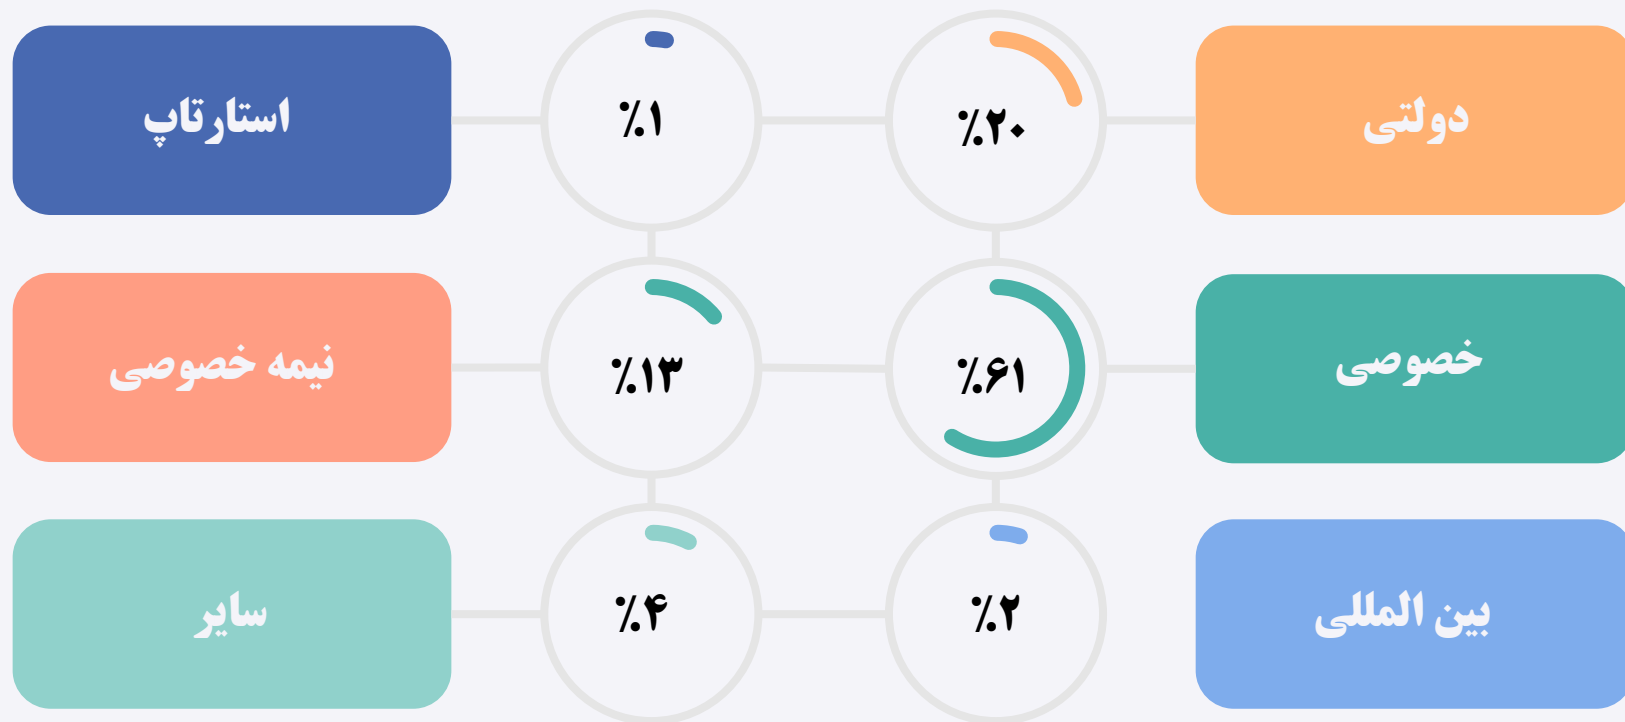 دولتی
٪۲۰
٪۱
استارتاپ
خصوصی
٪۶۱
٪۱۳
نیمه خصوصی
بین المللی
٪۲
٪۴
سایر